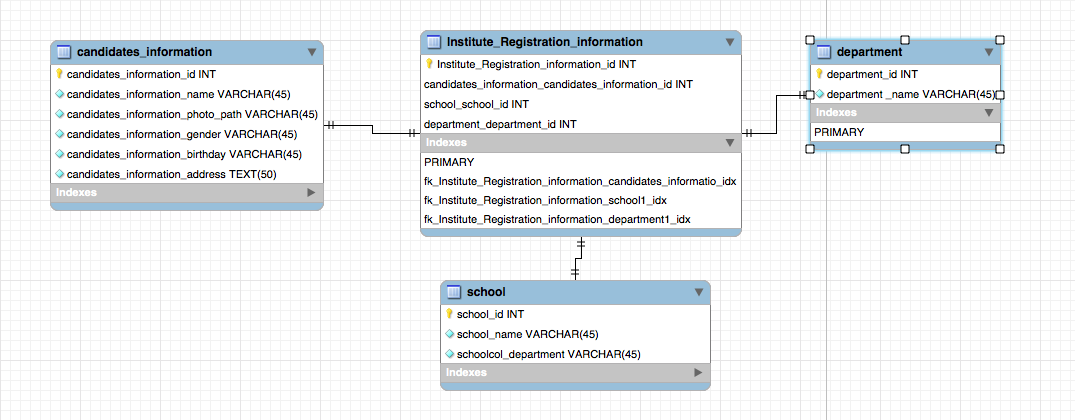 candidates_information
candidates_information_id INT
candidates_information_name VARCHAR(45)
candidates_information_photo_path VARCHAR(45)
candidates_information_gender VARCHAR(45)
candidates_information_birthday VARCHAR(45)
candidates_information_address TEXT(50)
Indexes
Institute_Registration_information
Institute_Registration_information_id INT
candidates_information_candidates_information_id INT
school_school_id INT
department_department_id INT
Indexes
PRIMARY
fk_Institute_Registration_information_candidates_informatio_idx
fk_Institute_Registration_information_school1_idx
fk_Institute_Registration_information_department1_idx
department
department_id INT
department _name VARCHAR(45)
Indexes
PRIMARY
school
school_id INT
school_name VARCHAR(45)
schoolcol_department VARCHAR(45)
Indexes